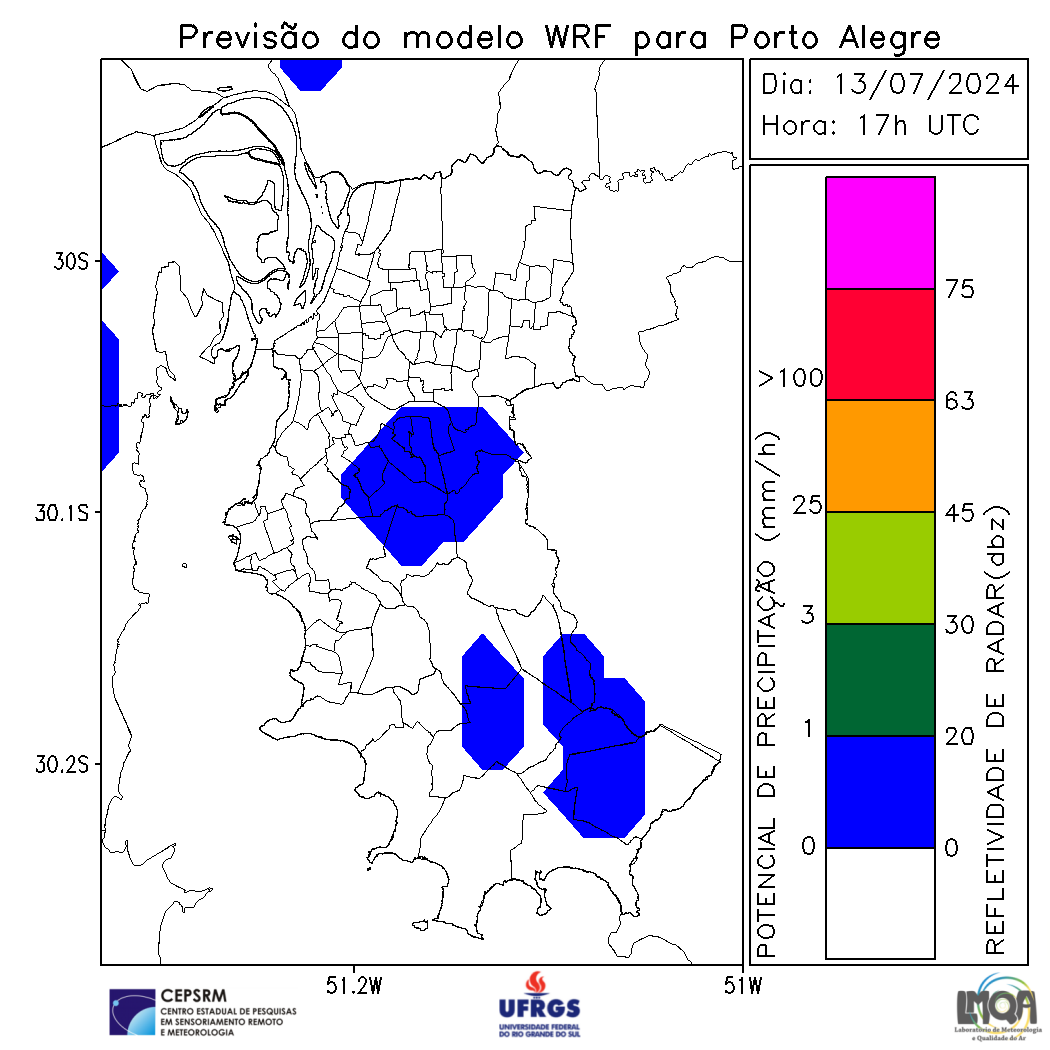 Previsão do modelo WRF para Porto Alegre
Dia: 13/07/2024
Hora: 17h UTC
30S
30.1S
30.2S
51.2W
51W
POTENCIAL DE PRECIPITAÇÃO (mm/h)
>100
25
3
1
0
75
63
45
30
20
0
REFLETIVIDADE DE RADAR(dbz)
CEPSRM
CENTRO ESTADUAL DE PESQUISAS
EM SENSORIAMENTO REMOTO
E METEOROLOGIA
UFRGS
UNIVERSIDADE FEDERAL
DO RIO GRANDE DO SUL
LMQA
Laboratório de Meteorologia
e Qualidade do Ar